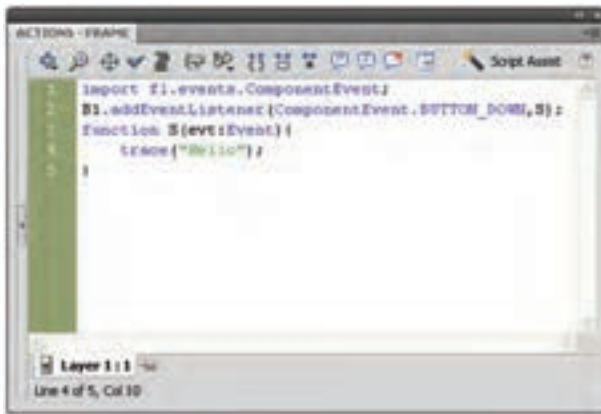 ACTIONS - FRAME
Script Assist
1 import fl.events.ComponentEvent;
2 B1.addEventListener(ComponentEvent.BUTTON_DOWN,S);
3 function S(evt:Event){
4 trace("Hello");
5 }
Layer 1 : 1
Line 4 of 5, Col 10